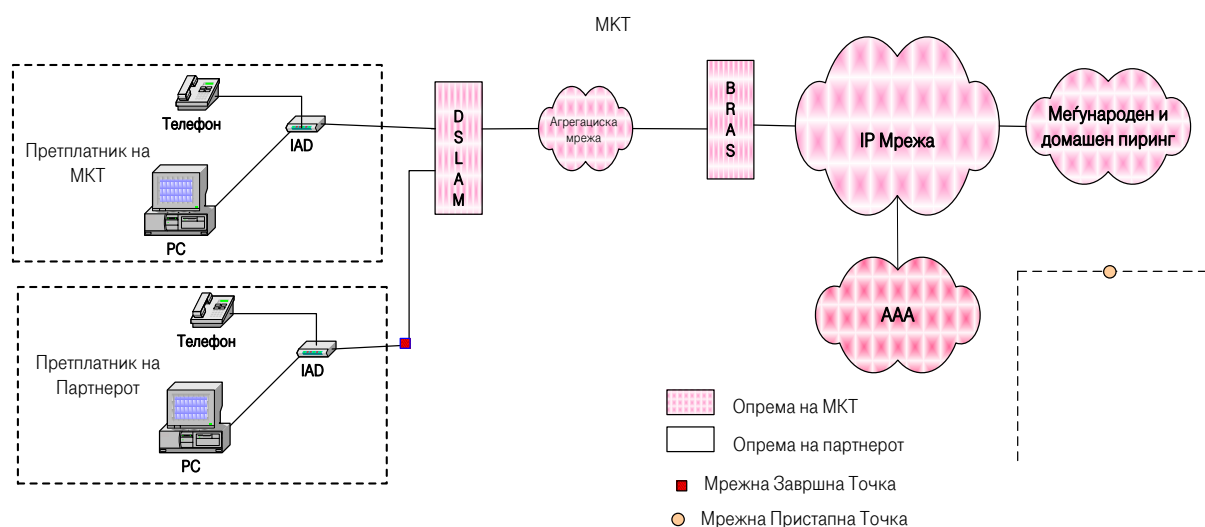 МКТ
Телефон
IAD
Претплатник на
МКТ
PC
D
S
L
A
M
Агрегациска
мрежа
B
R
A
S
IP Мрежа
Меѓународен и
домашен пиринг
AAA
Телефон
IAD
Претплатник на
Партнерот
PC
Опрема на МКТ
Опрема на партнерот
Мрежна Завршна Точка
Мрежна Пристапна Точка